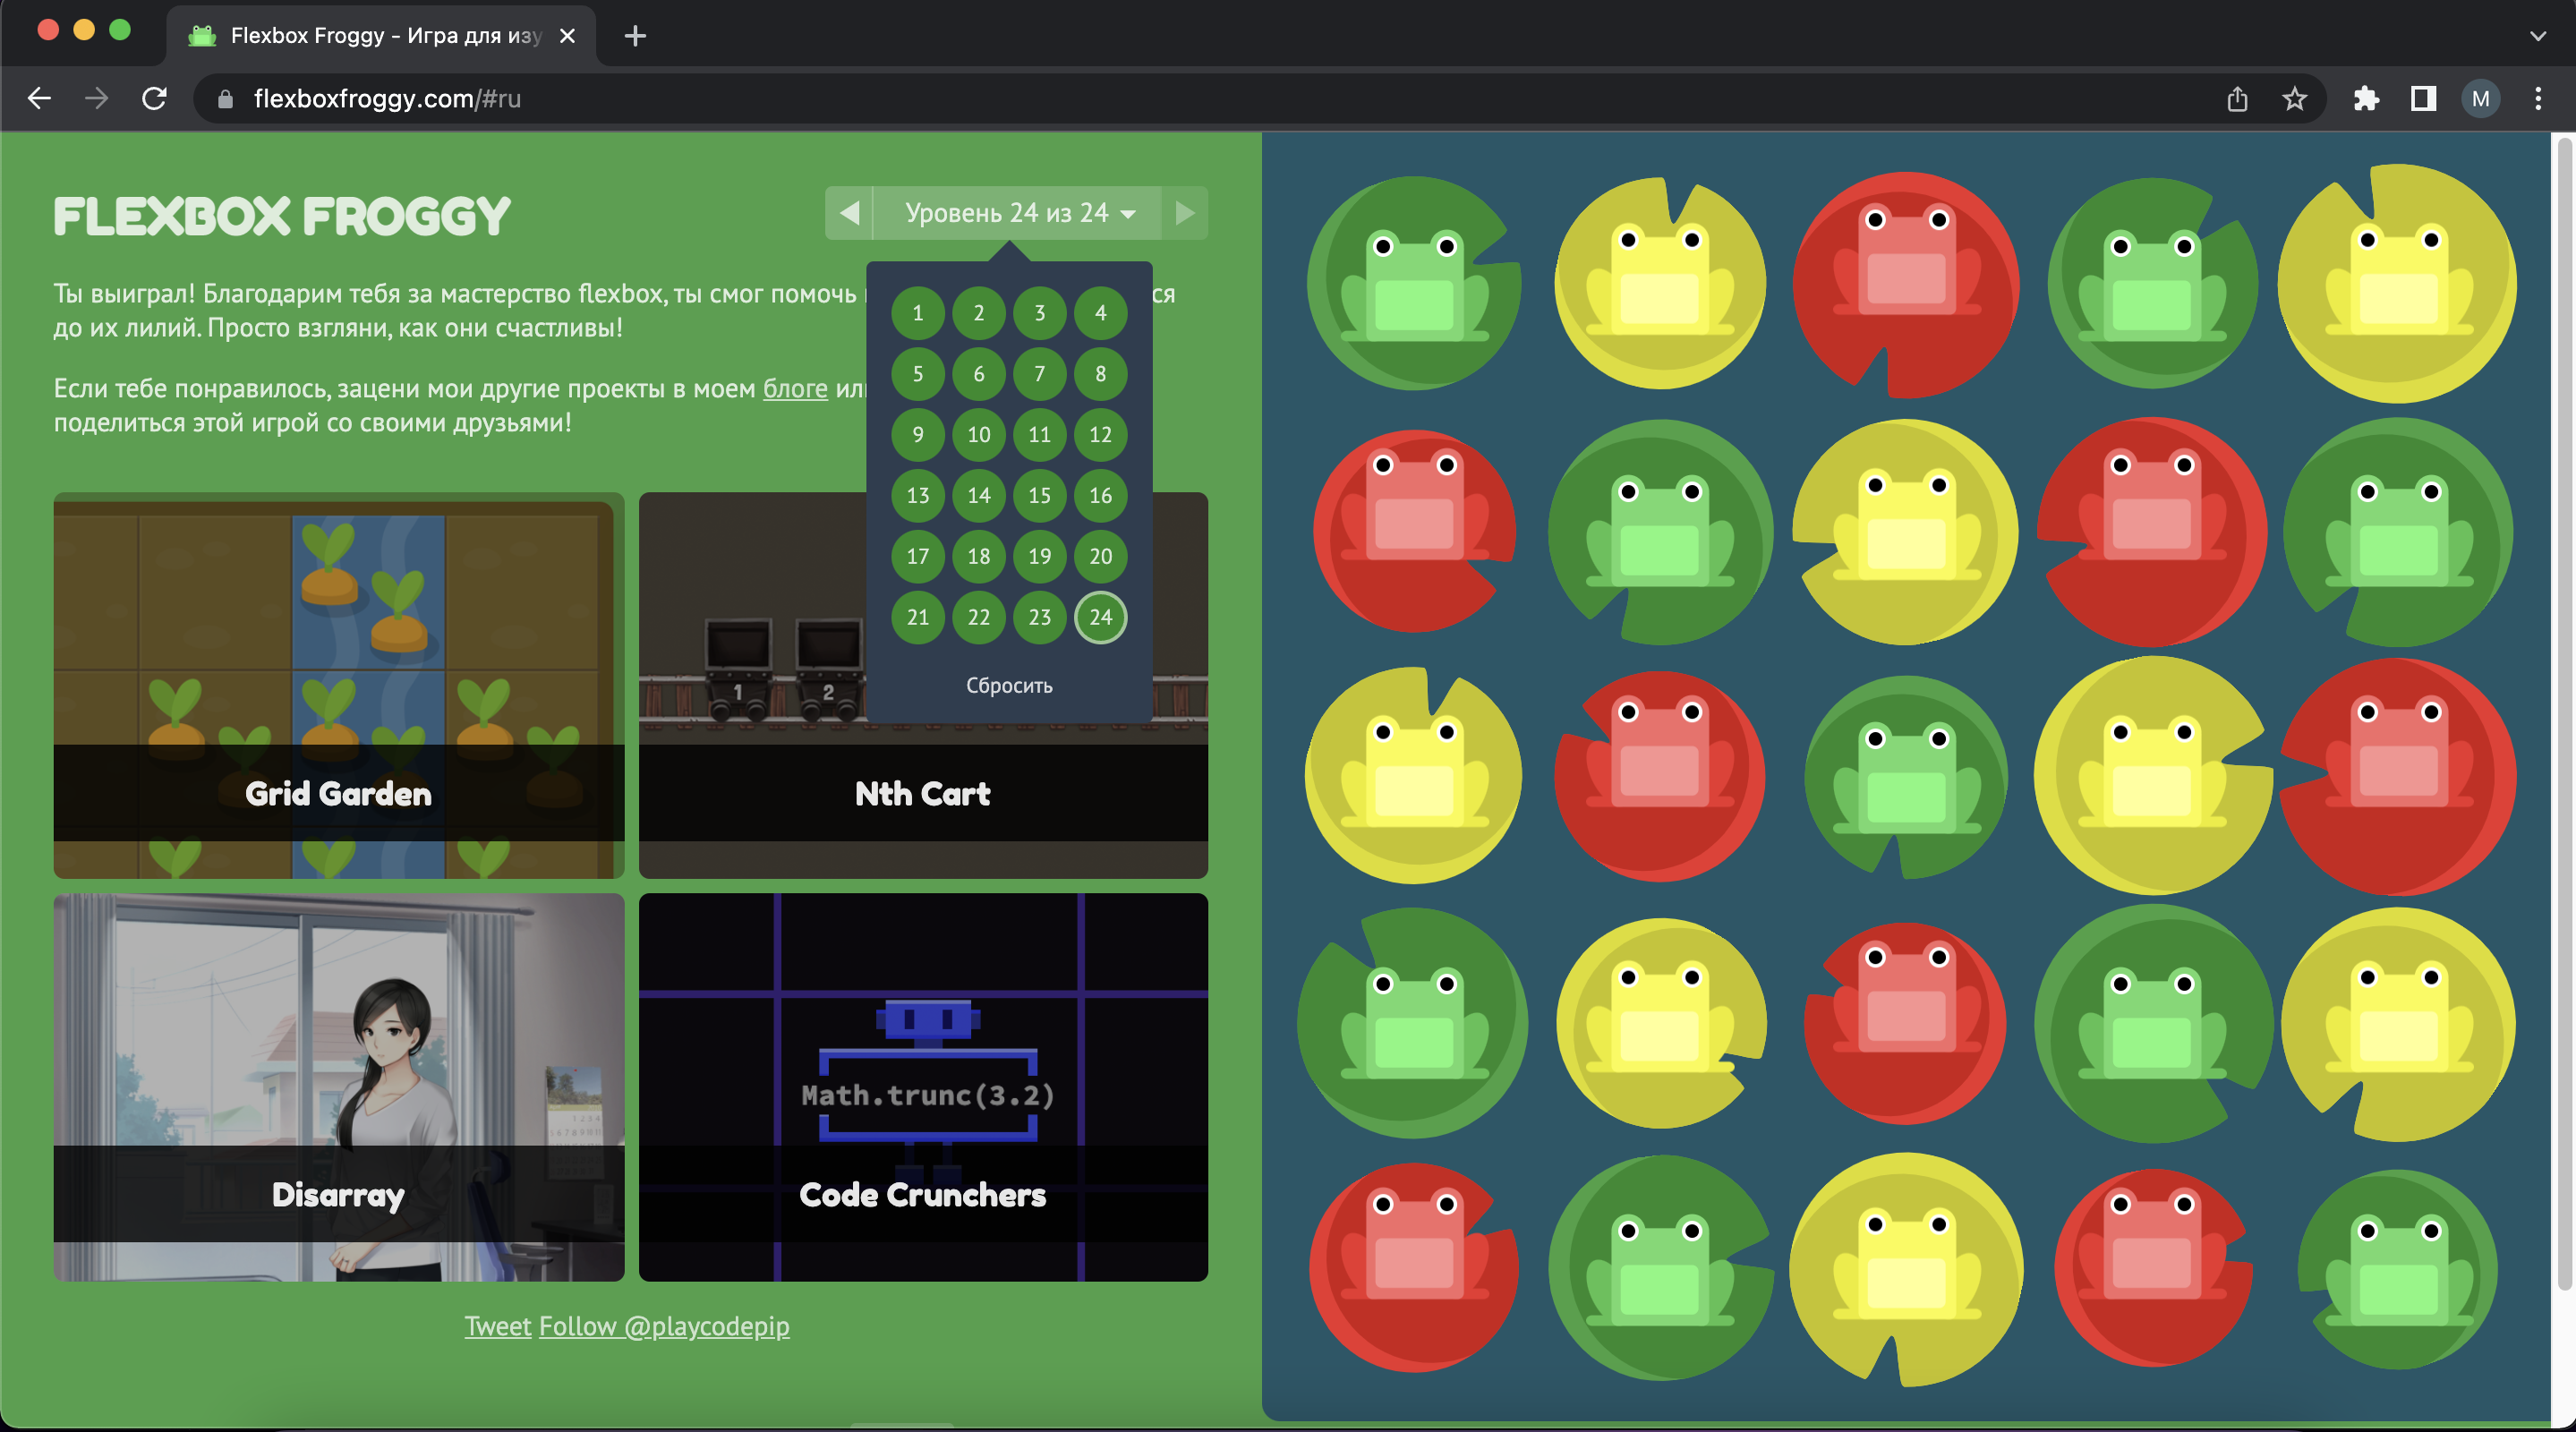 Flexbox Froggy - Игра для изу
flexboxfroggy.com/#ru
M
FLEXBOX FROGGY
Уровень 24 из 24
Ты выиграл! Благодарим тебя за мастерство flexbox, ты смог помочь
ся
до их лилий. Просто взгляни, как они счастливы!
Если тебе понравилось, зацени мои другие проекты в моем блоге или
поделиться этой игрой со своими друзьями!
1 2 3 4
5 6 7 8
9 10 11 12
13 14 15 16
17 18 19 20
21 22 23 24
Сбросить
1 2
Grid Garden
Nth Cart
Math.trunc(3.2)
Disarray
Code Crunchers
Tweet Follow @playcodepip